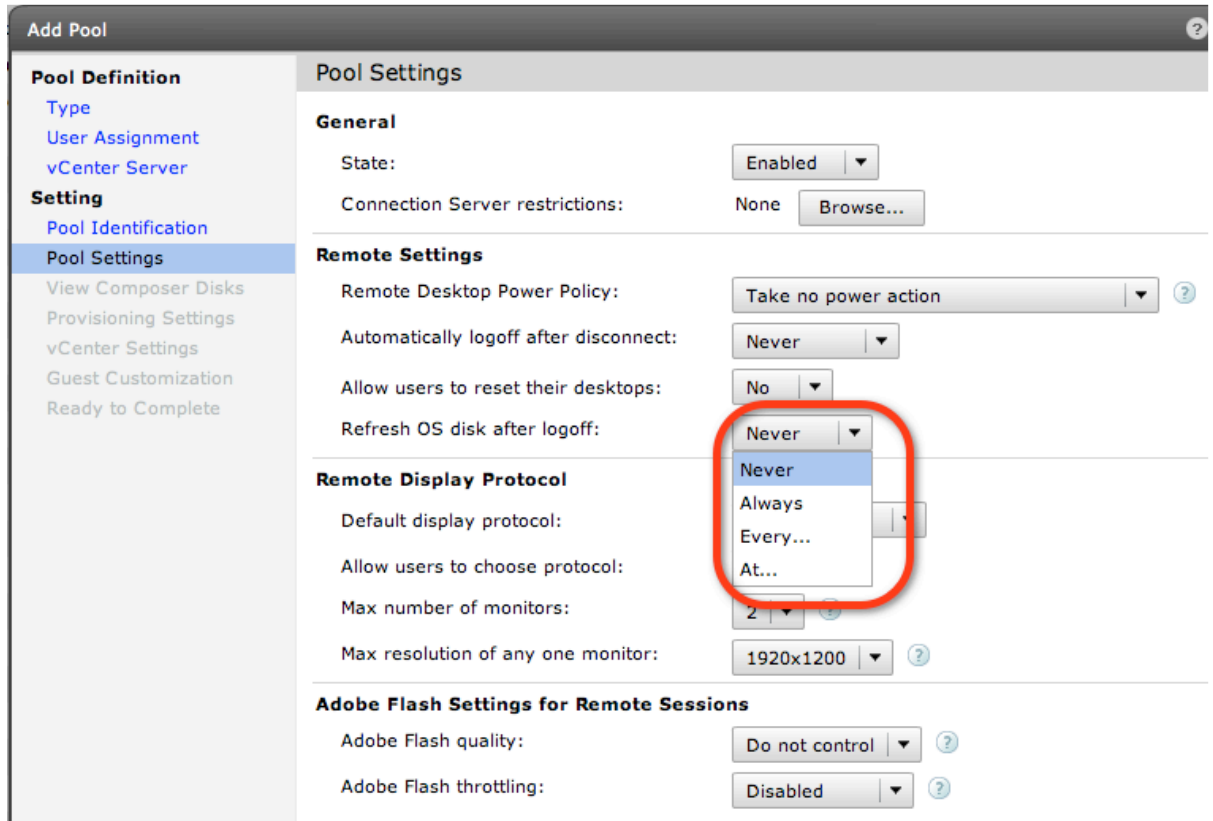 Add Pool
?
Pool Definition
Type
User Assignment
vCenter Server
Setting
Pool Identification
Pool Settings
View Composer Disks
Provisioning Settings
vCenter Settings
Guest Customization
Ready to Complete
Pool Settings
General
State: Enabled
Connection Server restrictions: None Browse...
Remote Settings
Remote Desktop Power Policy: Take no power action ?
Automatically logoff after disconnect: Never
Allow users to reset their desktops: No
Refresh OS disk after logoff: Never
Never
Always
Every...
At...
Remote Display Protocol
Default display protocol:
Allow users to choose protocol:
Max number of monitors: 2 ?
Max resolution of any one monitor: 1920x1200 ?
Adobe Flash Settings for Remote Sessions
Adobe Flash quality: Do not control ?
Adobe Flash throttling: Disabled ?